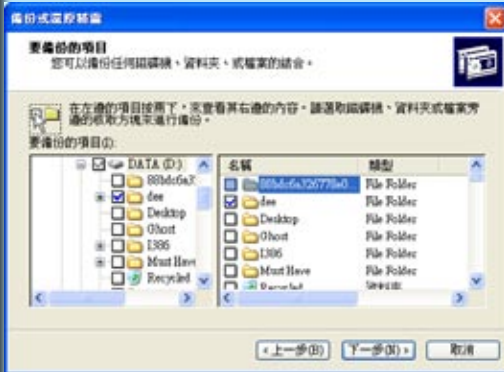 備份或還原精靈
要備份的項目
您可以備份任何磁碟機、資料夾、或檔案的結合。
在左邊的項目按兩下，來查看其右邊的內容。請選取磁碟機、資料夾或檔案旁
邊的核取方塊來進行備份。
要備份的項目(I):
DATA (D:)
dee
Desktop
Ghost
I386
Must Have
Recycled
名稱
類型
File Folder
dee
File Folder
Desktop
File Folder
Ghost
File Folder
I386
File Folder
Must Have
File Folder
Recycled
資料夾
<上一步(B)
下一步(N)>
取消